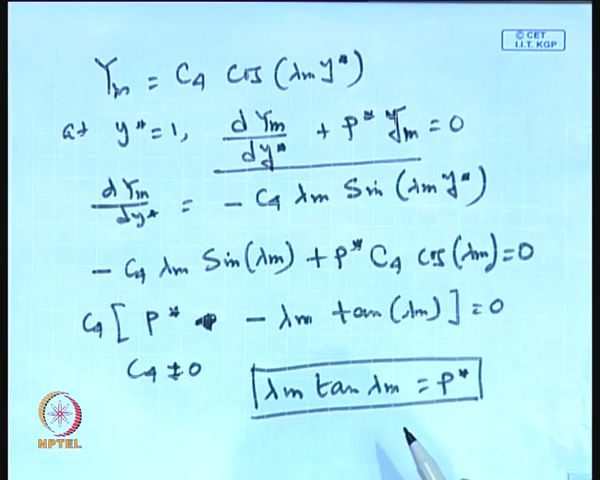 © CET
I.I.T. KGP
Yₘ = C₄ cos (λₘ y*)
at y* = 1, dYₘ/dy* + p* Yₘ = 0
dYₘ/dy* = - C₄ λₘ Sin (λₘ y*)
- C₄ λₘ Sin(λₘ) + p* C₄ cos (λₘ) = 0
C₄ [ p* - λₘ tan (λₘ) ] = 0
C₄ ≠ 0
λₘ tan λₘ = p*
NPTEL